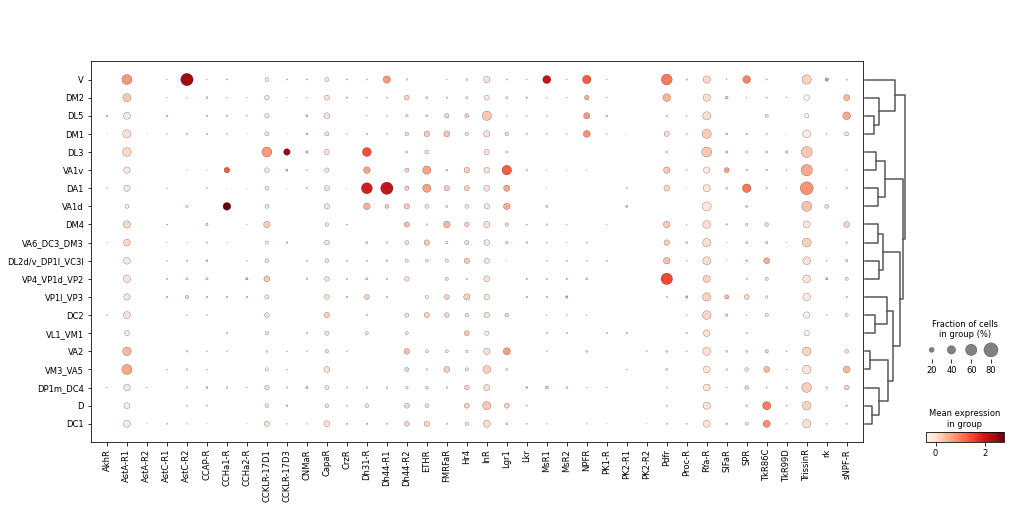 V
DM2
DL5
DM1
DL3
VA1v
DA1
VA1d
DM4
VA6_DC3_DM3
DL2d/v_DP1l_VC3l
VP4_VP1d_VP2
VP1l_VP3
DC2
VL1_VM1
VA2
VM3_VA5
DP1m_DC4
D
DC1
AkhR
AstA-R1
AstA-R2
AstC-R1
AstC-R2
CCAP-R
CCHa1-R
CCHa2-R
CCKLR-17D1
CCKLR-17D3
CNMaR
CapaR
CrzR
Dh31-R
Dh44-R1
Dh44-R2
ETHR
FMRFaR
Hr4
InR
Lgr1
Lkr
MsR1
MsR2
NPFR
PK1-R
PK2-R1
PK2-R2
Pdfr
Proc-R
RYa-R
SIFaR
SPR
TkR86C
TkR99D
TrissinR
rk
sNPF-R
Fraction of cells
in group (%)
20 40 60 80
Mean expression
in group
0 2